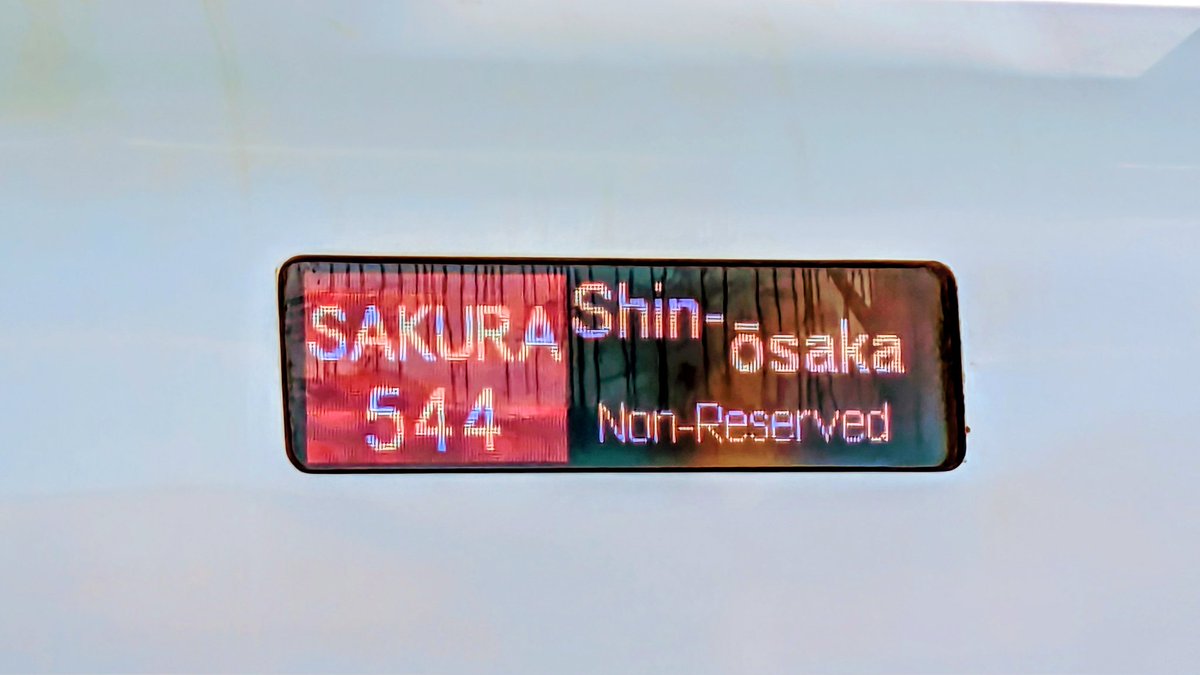 SAKURA
544
Shin-
ōsaka
Non-Reserved